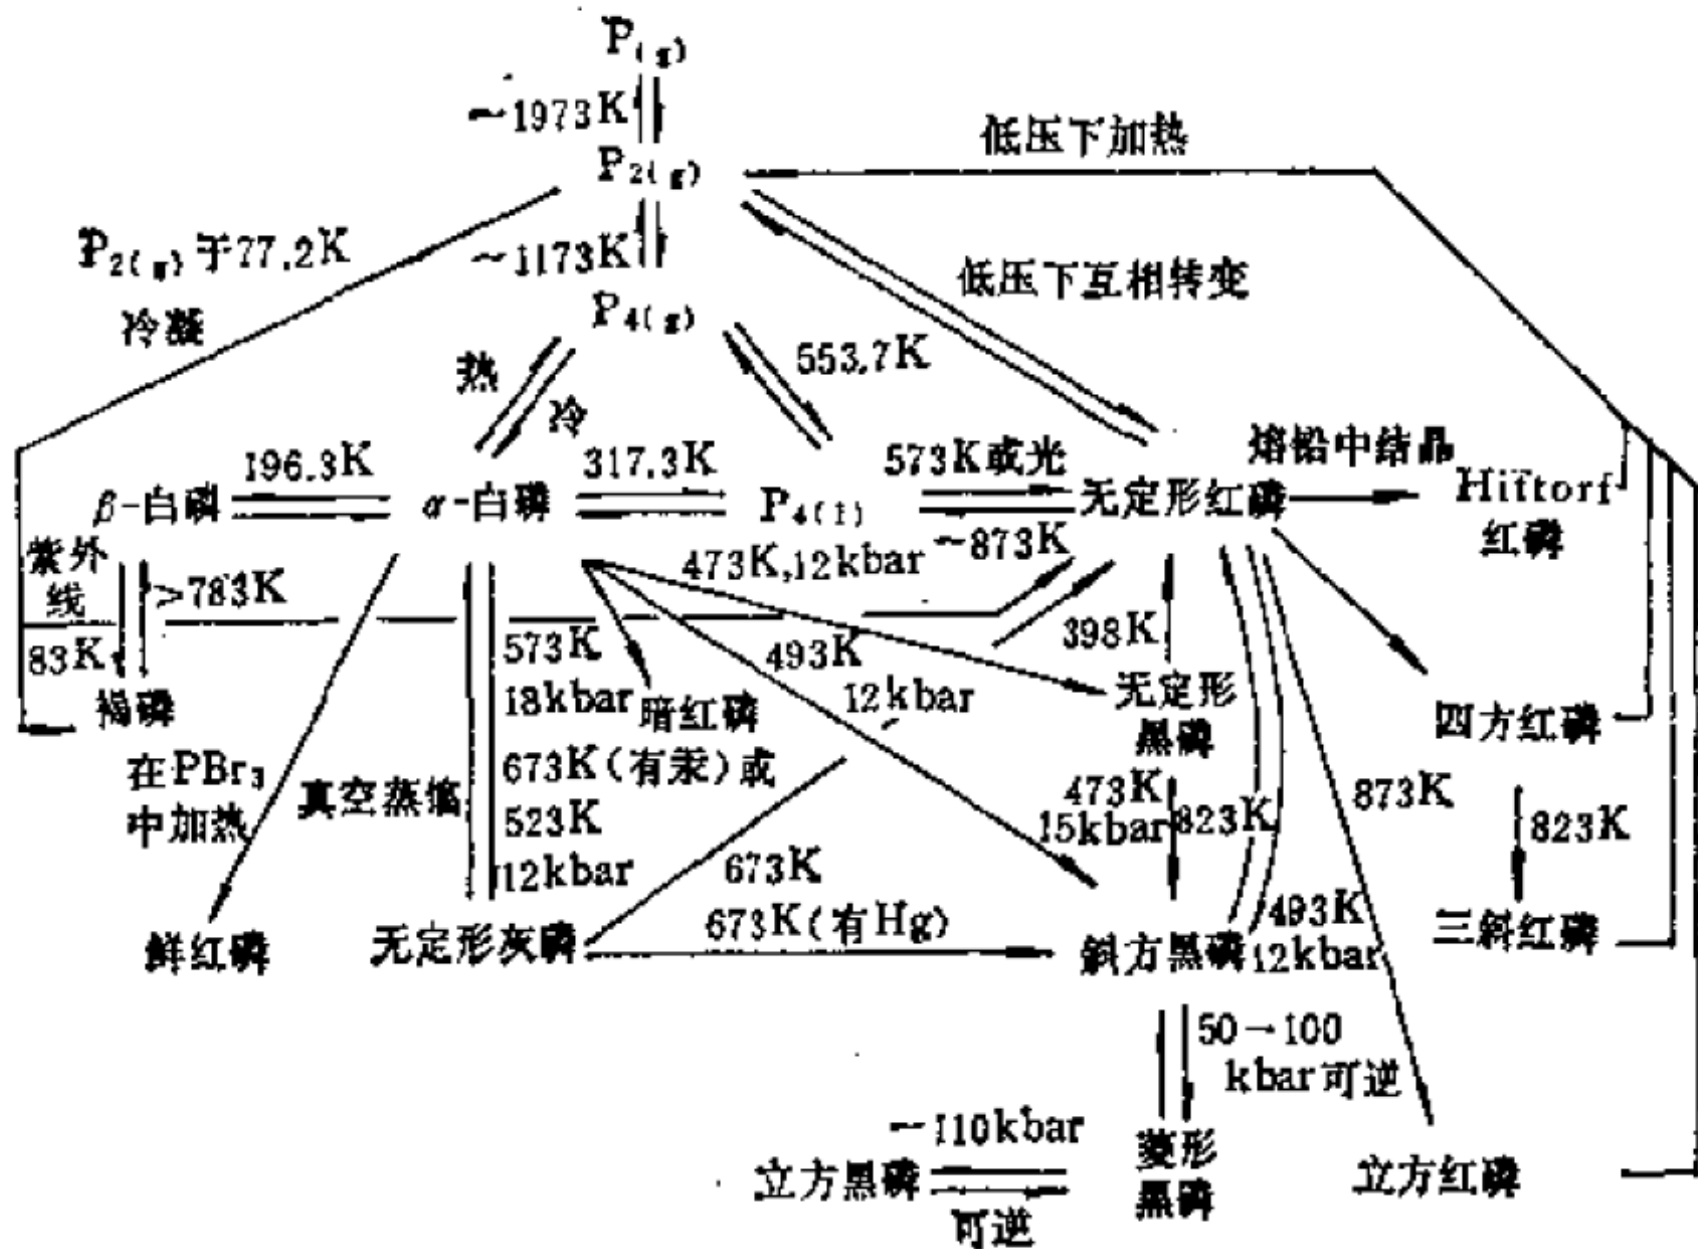 P(g)
~1973K
低压下加热
P2(g)
P2(g)于77.2K
冷凝
~1173K
低压下互相转变
P4(g)
热
冷
553.7K
196.3K
317.3K
573K或光
熔铅中结晶
β-白磷
α-白磷
P4(l)
无定形红磷
Hittorf
红磷
紫外
线
83K
>783K
473K,12kbar
~873K
573K
18kbar
493K
12kbar
398K
褐磷
暗红磷
无定形
黑磷
四方红磷
在PBr3
中加热
真空蒸馏
673K(有汞)或
523K
12kbar
473K
15kbar
823K
873K
823K
673K
673K(有Hg)
493K
12kbar
鲜红磷
无定形灰磷
斜方黑磷
三斜红磷
50→100
kbar可逆
~110kbar
立方黑磷
可逆
菱形
黑磷
立方红磷